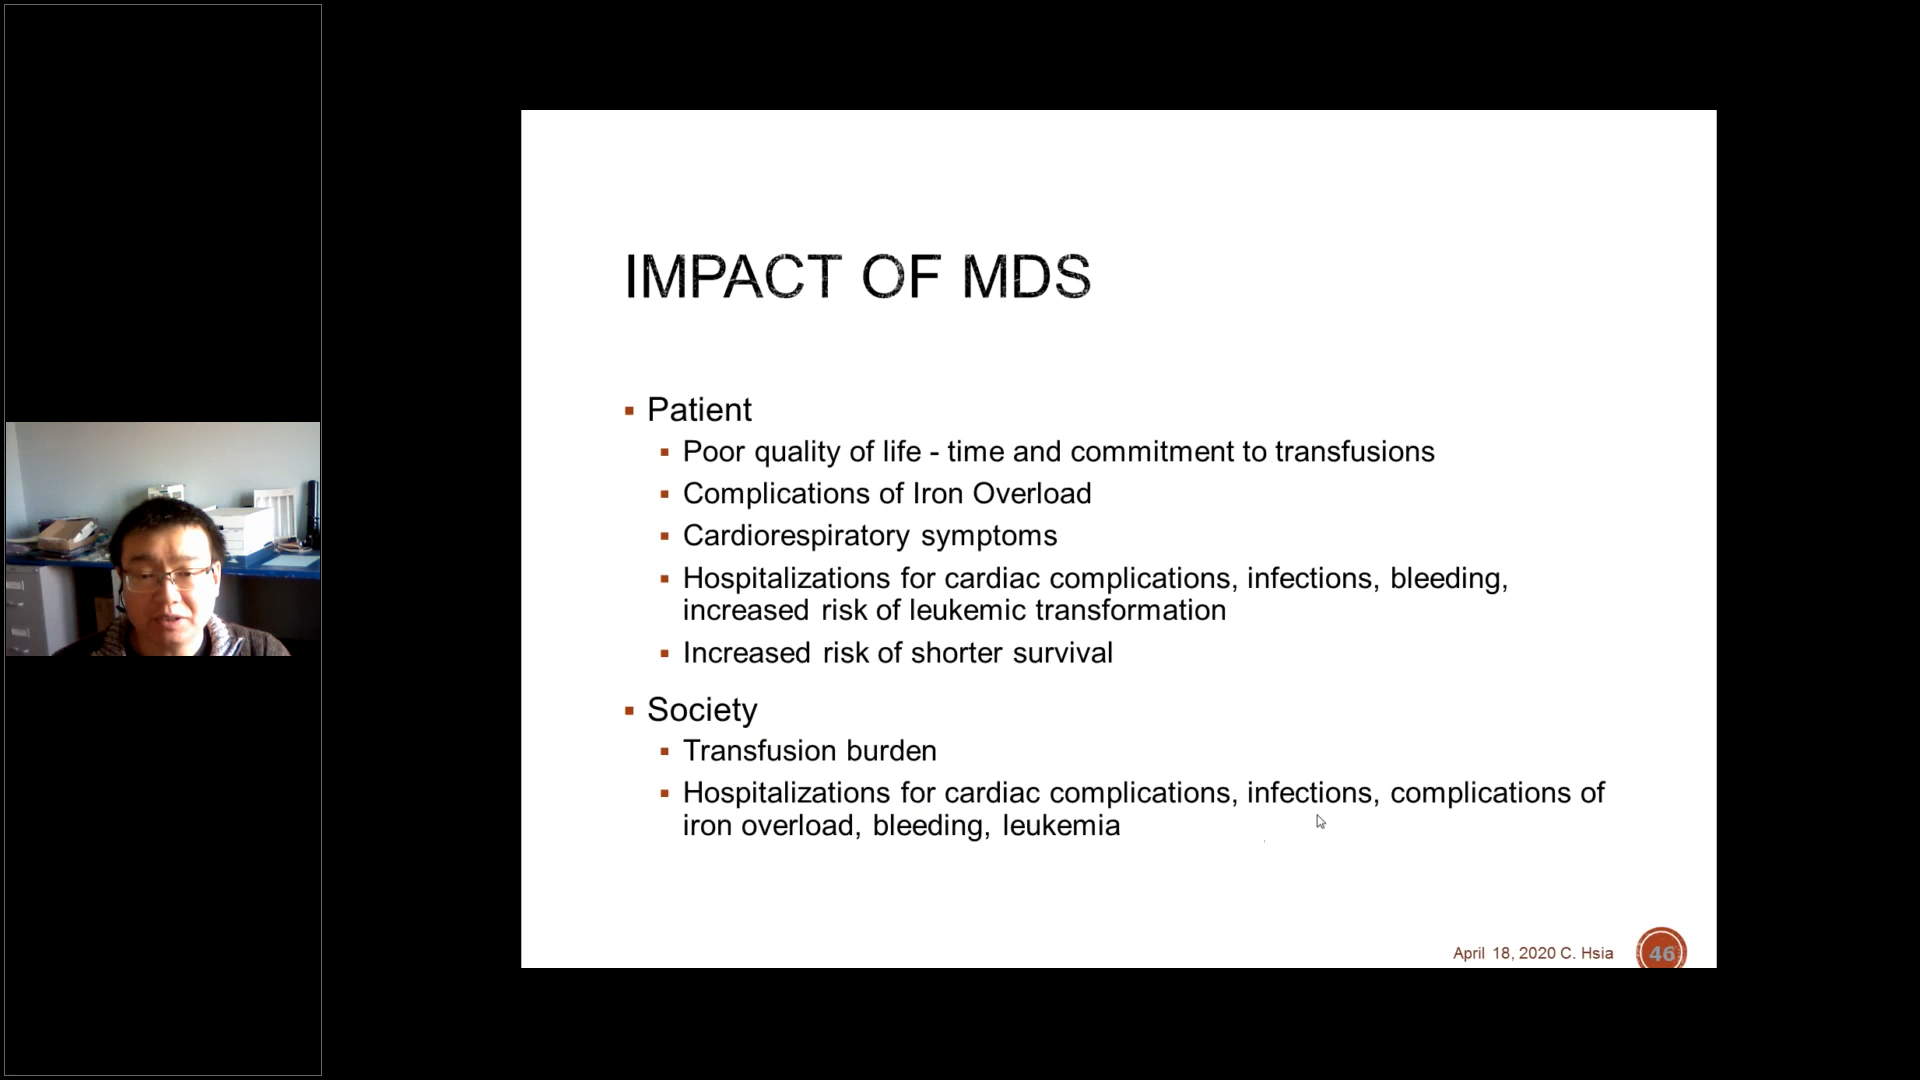 IMPACT OF MDS
Patient
Poor quality of life - time and commitment to transfusions
Complications of Iron Overload
Cardiorespiratory symptoms
Hospitalizations for cardiac complications, infections, bleeding,
increased risk of leukemic transformation
Increased risk of shorter survival
Society
Transfusion burden
Hospitalizations for cardiac complications, infections, complications of
iron overload, bleeding, leukemia
April 18, 2020 C. Hsia
46